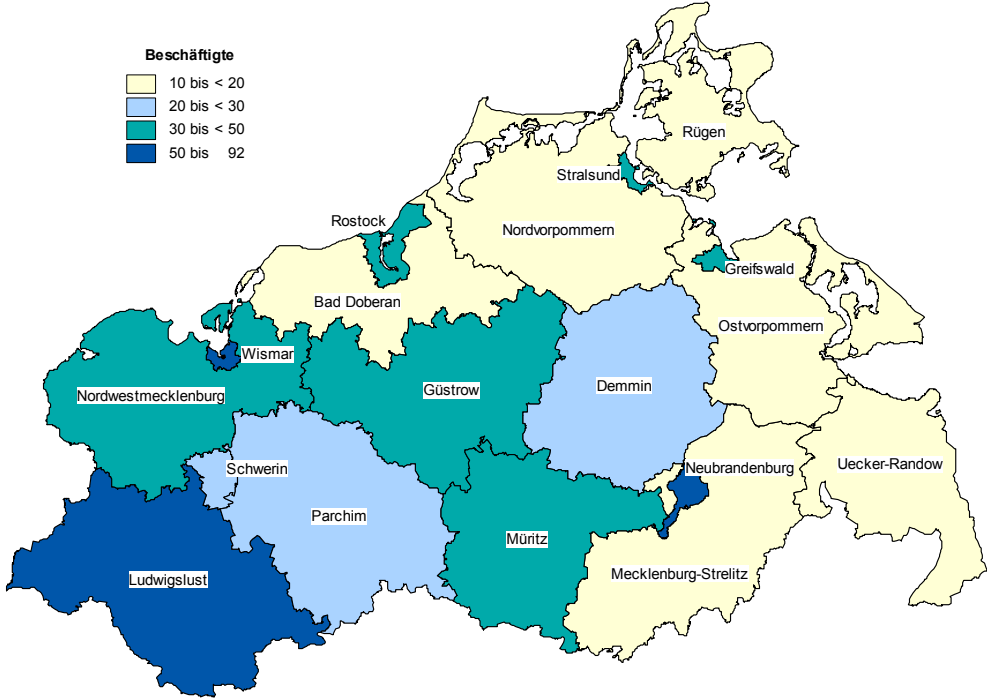 Beschäftigte
10 bis < 20
20 bis < 30
30 bis < 50
50 bis 92
Rügen
Stralsund
Rostock
Nordvorpommern
Greifswald
Bad Doberan
Ostvorpommern
Wismar
Nordwestmecklenburg
Güstrow
Demmin
Schwerin
Neubrandenburg
Uecker-Randow
Parchim
Müritz
Ludwigslust
Mecklenburg-Strelitz